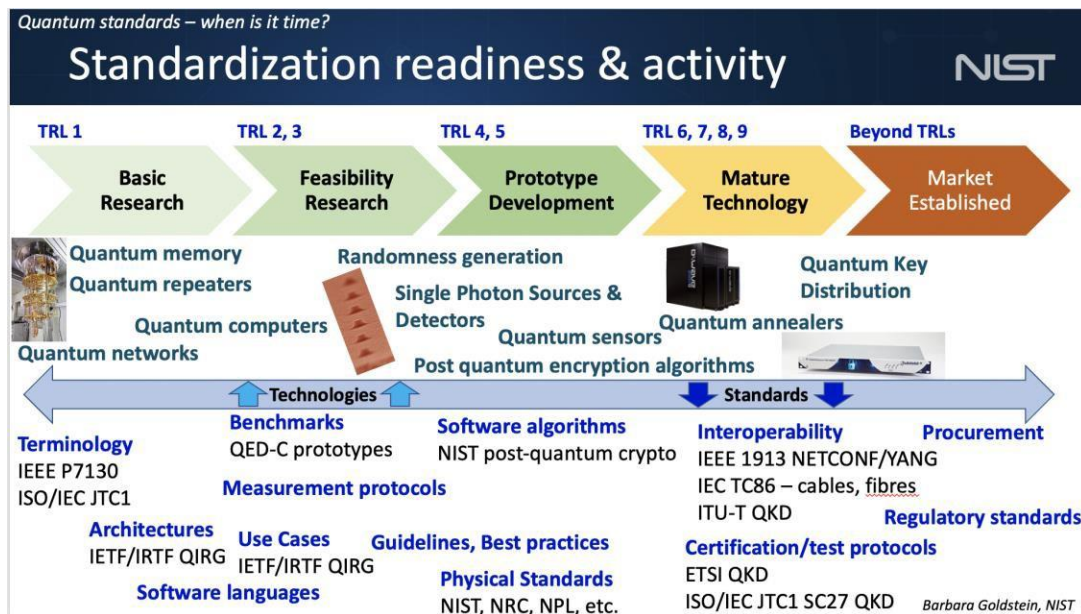 Quantum standards – when is it time?
Standardization readiness & activity
NIST
TRL 1
TRL 2, 3
TRL 4, 5
TRL 6, 7, 8, 9
Beyond TRLs
Basic
Research
Feasibility
Research
Prototype
Development
Mature
Technology
Market
Established
Quantum memory
Quantum repeaters
Quantum computers
Quantum networks
Randomness generation
Single Photon Sources &
Detectors
Quantum sensors
Post quantum encryption algorithms
Quantum Key
Distribution
Quantum annealers
Technologies
Standards
Terminology
IEEE P7130
ISO/IEC JTC1
Benchmarks
QED-C prototypes
Measurement protocols
Architectures
IETF/IRTF QIRG
Use Cases
IETF/IRTF QIRG
Software languages
Software algorithms
NIST post-quantum crypto
Guidelines, Best practices
Physical Standards
NIST, NRC, NPL, etc.
Interoperability
IEEE 1913 NETCONF/YANG
IEC TC86 – cables, fibres
ITU-T QKD
Procurement
Regulatory standards
Certification/test protocols
ETSI QKD
ISO/IEC JTC1 SC27 QKD
Barbara Goldstein, NIST